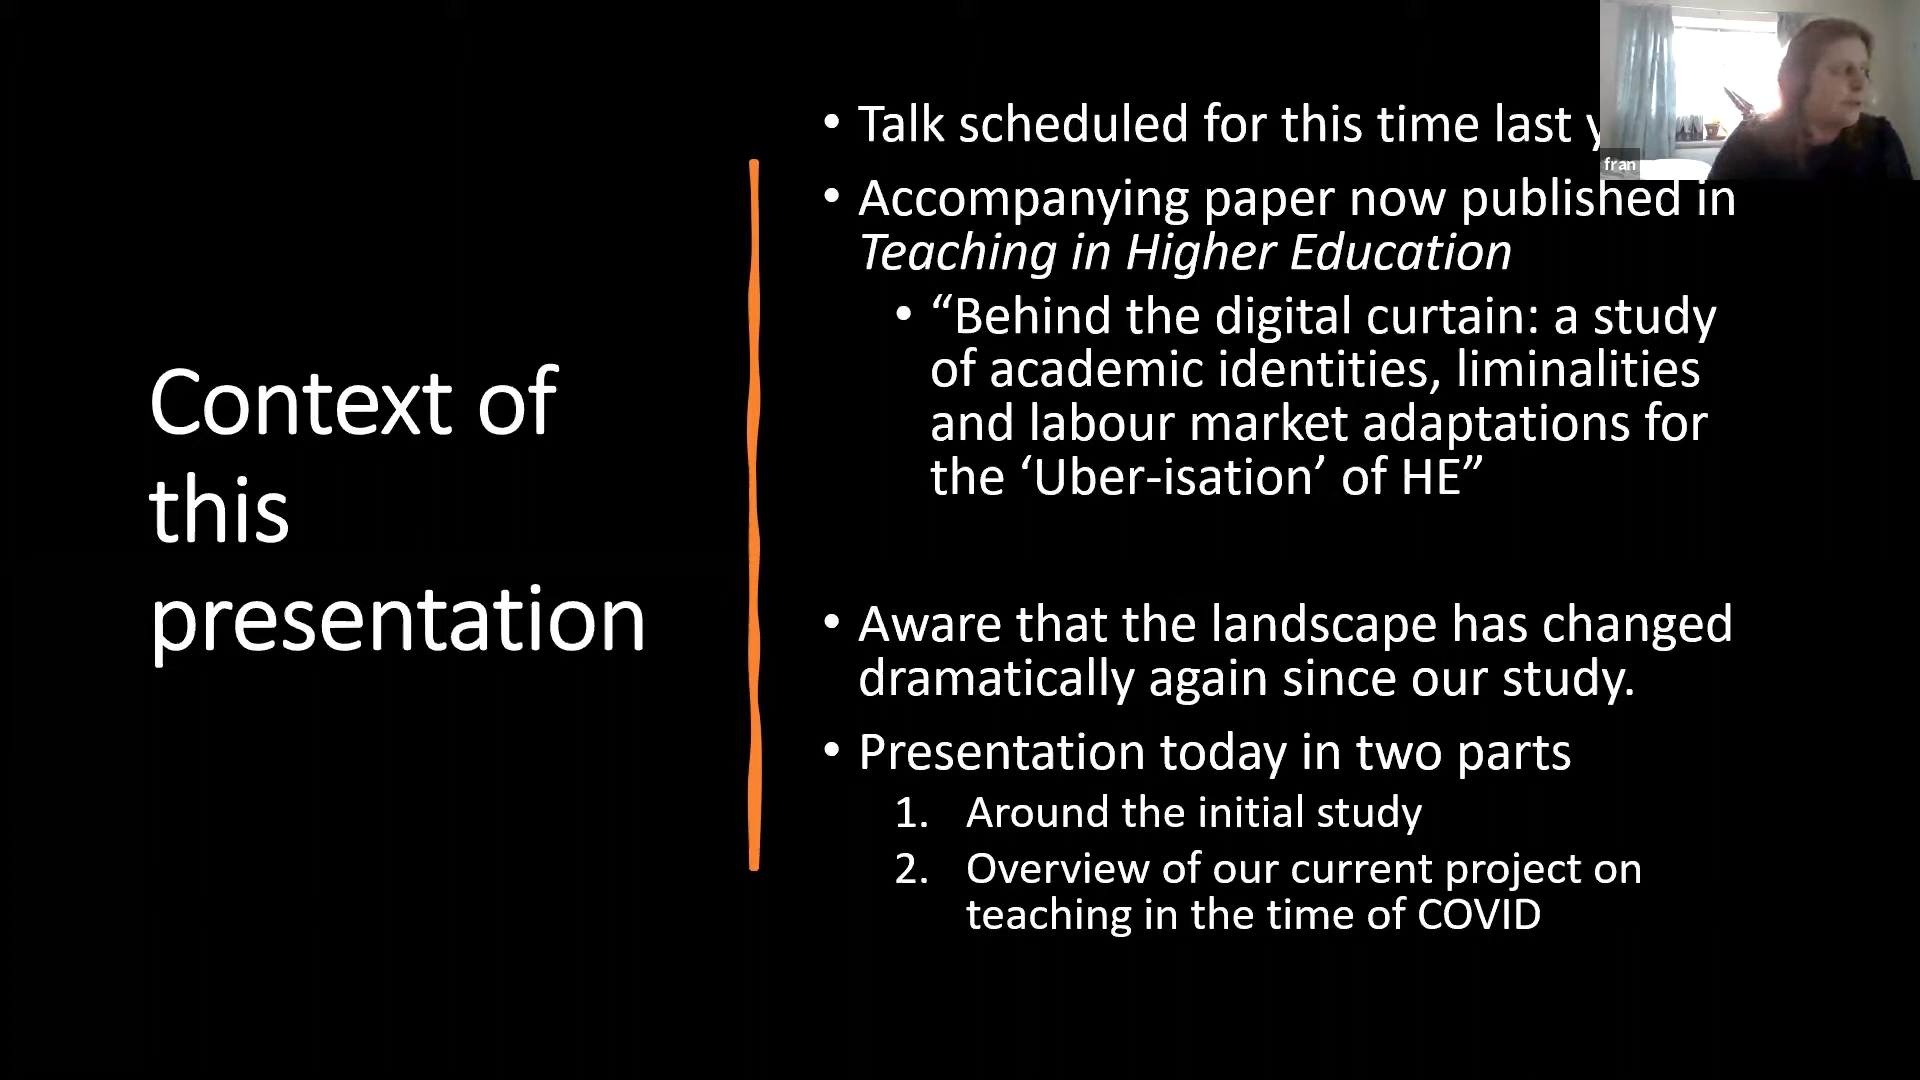 Context of
this
presentation
• Talk scheduled for this time last
• Accompanying paper now published in
Teaching in Higher Education
• “Behind the digital curtain: a study
of academic identities, liminalities
and labour market adaptations for
the ‘Uber-isation’ of HE”
• Aware that the landscape has changed
dramatically again since our study.
• Presentation today in two parts
1. Around the initial study
2. Overview of our current project on
teaching in the time of COVID
fran